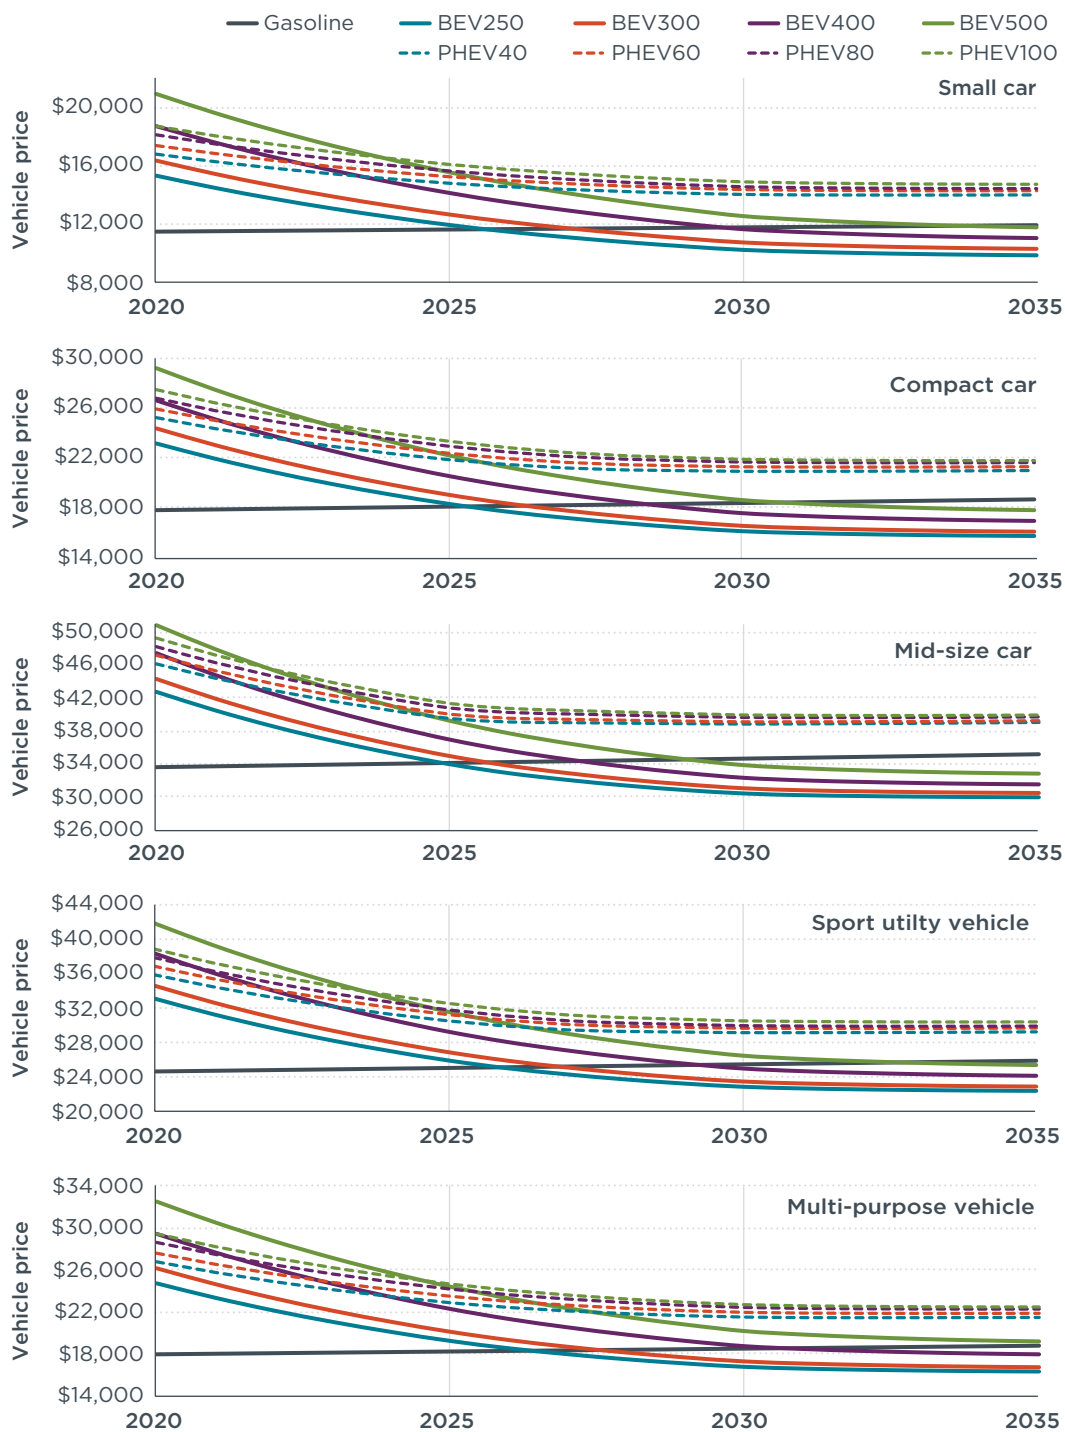 Gasoline BEV250 BEV300 BEV400 BEV500
PHEV40 PHEV60 PHEV80 PHEV100
Small car
Vehicle price
$20,000
$16,000
$12,000
$8,000
2020 2025 2030 2035
Compact car
Vehicle price
$30,000
$26,000
$22,000
$18,000
$14,000
2020 2025 2030 2035
Mid-size car
Vehicle price
$50,000
$46,000
$42,000
$38,000
$34,000
$30,000
$26,000
2020 2025 2030 2035
Sport utilty vehicle
Vehicle price
$44,000
$40,000
$36,000
$32,000
$28,000
$24,000
$20,000
2020 2025 2030 2035
Multi-purpose vehicle
Vehicle price
$34,000
$30,000
$26,000
$22,000
$18,000
$14,000
2020 2025 2030 2035